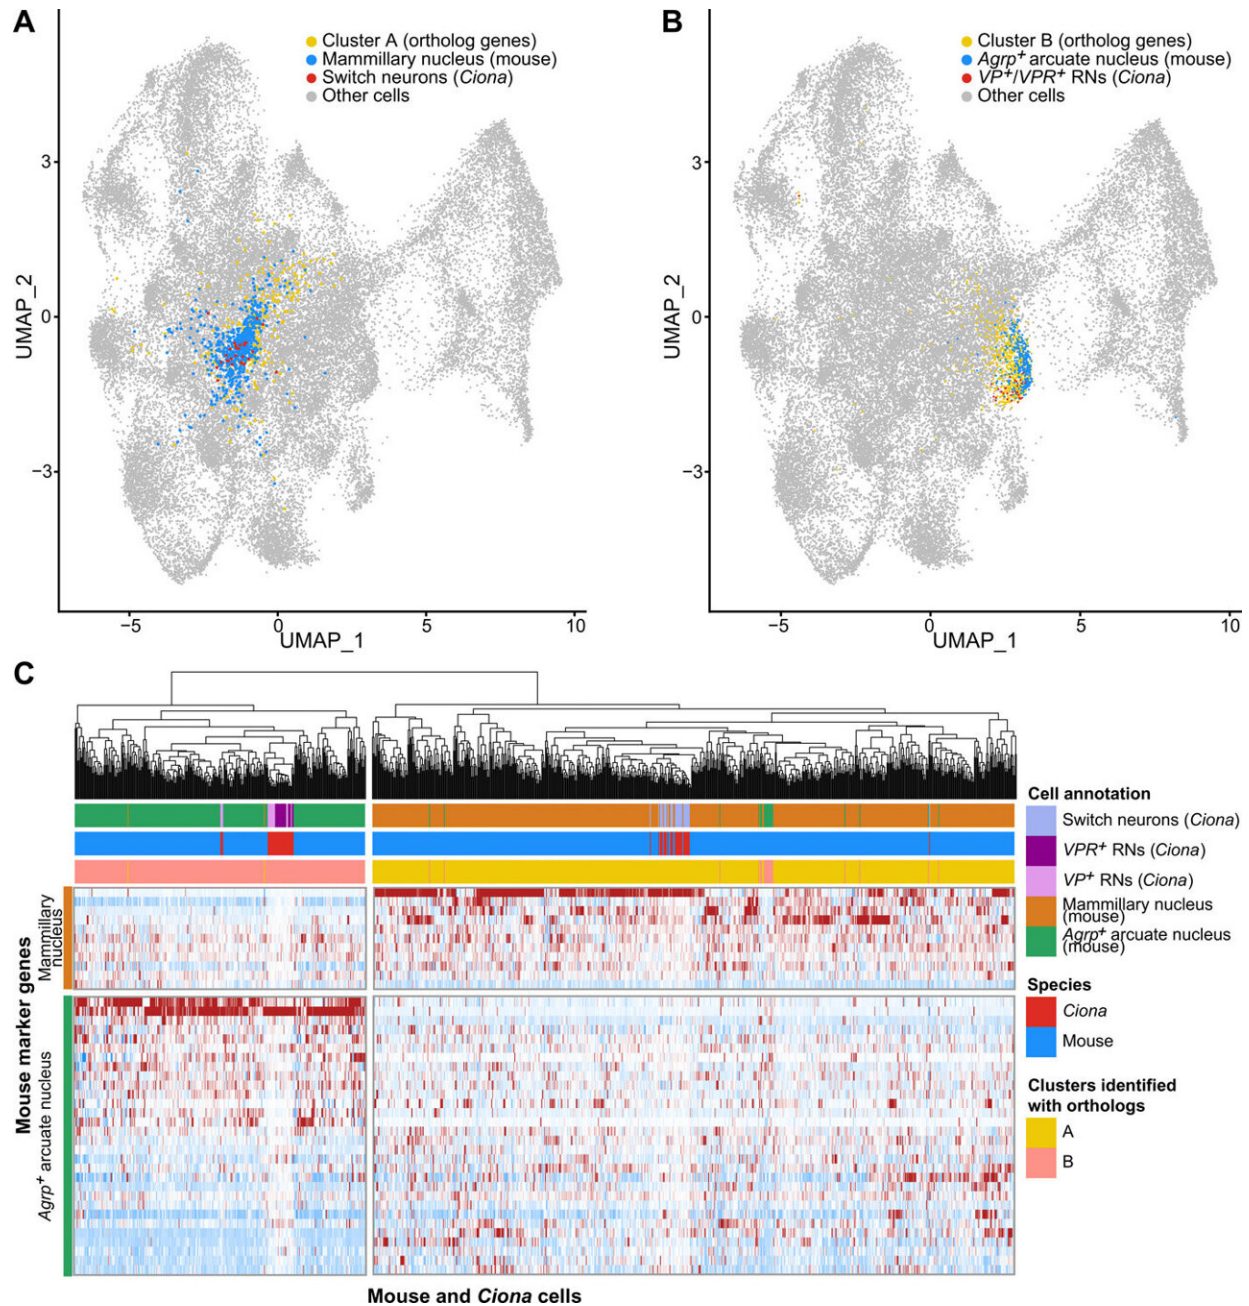 A
Cluster A (ortholog genes)
Mammillary nucleus (mouse)
Switch neurons (Ciona)
Other cells
UMAP_2
3
0
−3
−5
0
5
10
UMAP_1
B
Cluster B (ortholog genes)
Agrp+ arcuate nucleus (mouse)
VP+/VPR+ RNs (Ciona)
Other cells
UMAP_2
3
0
−3
−5
0
5
10
UMAP_1
C
Mouse marker genes
Mammillary
nucleus
Agrp+ arcuate nucleus
Mouse and Ciona cells
Cell annotation
Switch neurons (Ciona)
VPR+ RNs (Ciona)
VP+ RNs (Ciona)
Mammillary nucleus
(mouse)
Agrp+ arcuate nucleus
(mouse)
Species
Ciona
Mouse
Clusters identified
with orthologs
A
B